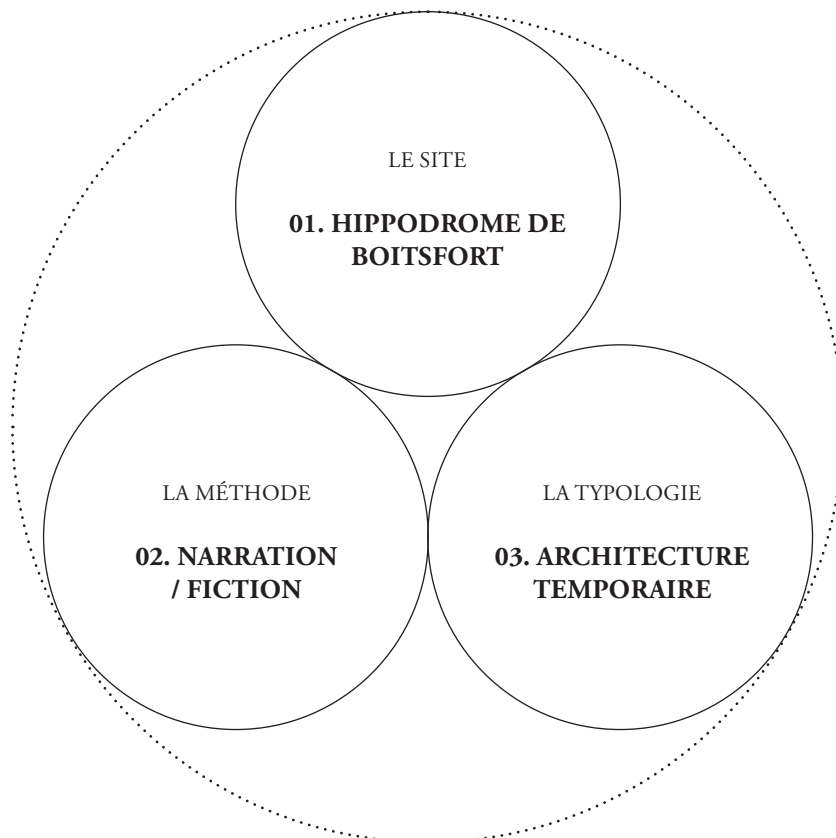 LE SITE
01. HIPPODROME DE
BOITSFORT
LA MÉTHODE
02. NARRATION
/ FICTION
LA TYPOLOGIE
03. ARCHITECTURE
TEMPORAIRE